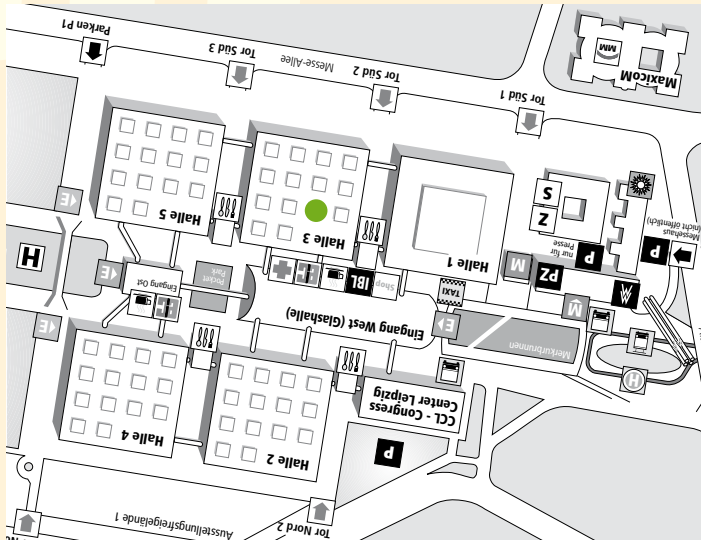 Tor Nord 2
Ausstellungsfreigelände 1
P
Halle 2
Halle 4
CCL - Congress
Center Leipzig
H
Merkurbrunnen
E
Eingang West (Glashalle)
E
M
W
PZ
M
TAXI
Shop
IBL
Pocket
Park
Eingang Ost
E
H
P
Messehaus
(nicht öffentlich)
P
nur für
Presse
Z
S
Halle 1
Halle 3
Halle 5
E
MaxicoM
MM
Tor Süd 1
Tor Süd 2
Messe-Allee
Tor Süd 3
Parken P1